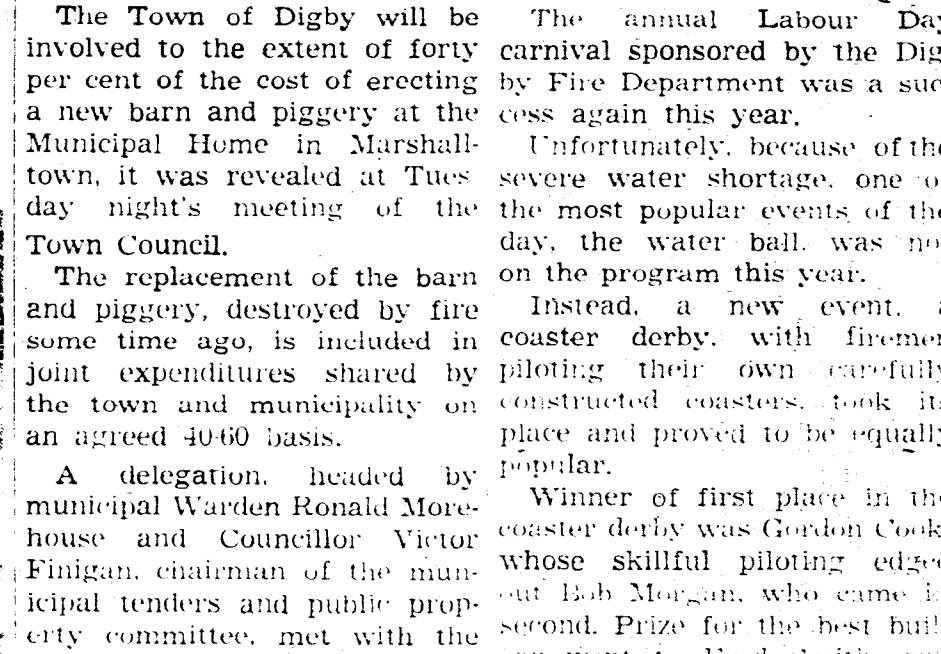 The Town of Digby will be
involved to the extent of forty
per cent of the cost of erecting
a new barn and piggery at the
Municipal Home in Marshall-
town, it was revealed at Tues
day night's meeting of the
Town Council.
The replacement of the barn
and piggery, destroyed by fire
some time ago, is included in
joint expenditures shared by
the town and municipality on
an agreed 40-60 basis.
A delegation, headed by
municipal Warden Ronald More-
house and Councillor Victor
Finigan, chairman of the mun-
icipal tenders and public prop-
erty committee, met with the
The annual Labour Day
carnival sponsored by the Dig
by Fire Department was a suc
cess again this year.
Unfortunately, because of the
severe water shortage, one o
the most popular events of the
day, the water ball, was no
on the program this year.
Instead, a new event, a
coaster derby, with firemen
piloting their own carefully
constructed coasters, took it
place and proved to be equally
popular.
Winner of first place in the
coaster derby was Gordon Cook
whose skillful piloting edged
out Bob Morgan, who came i
second. Prize for the best buil